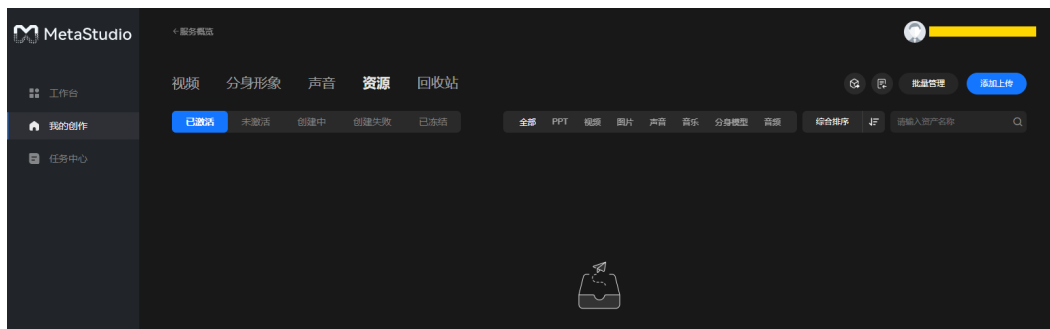 MetaStudio
←服务概览
工作台
我的创作
任务中心
视频 分身形象 声音 资源 回收站
批量管理 添加上传
已激活 未激活 创建中 创建失败 已冻结
全部 PPT 视频 图片 声音 音乐 分身模型 音频 综合排序 请输入资产名称